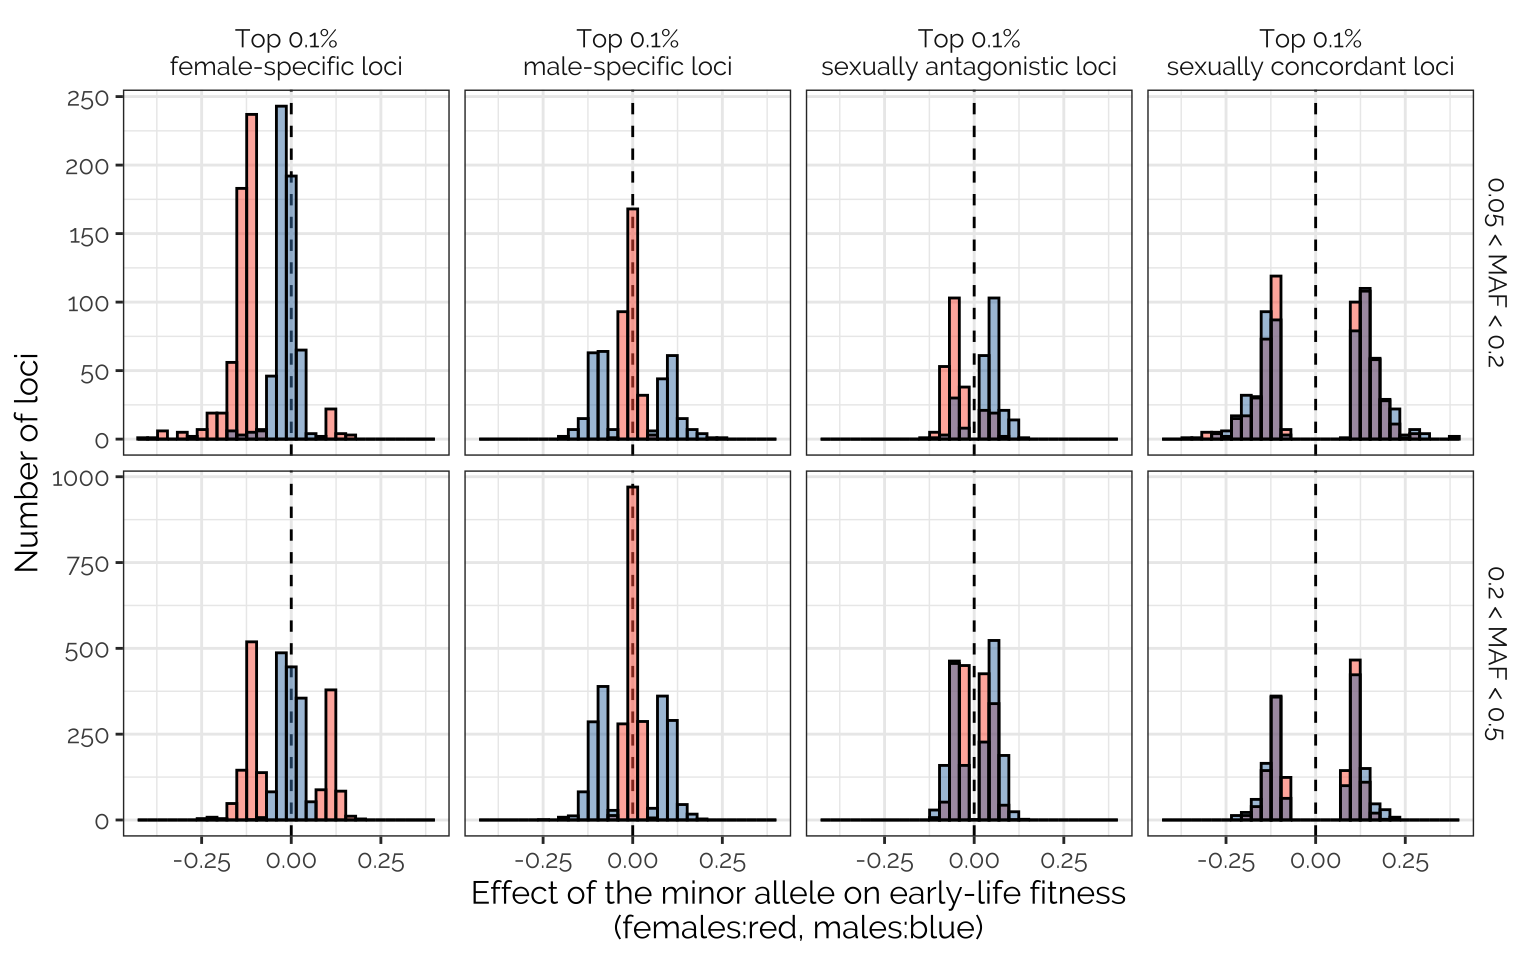 Top 0.1%
female-specific loci
Top 0.1%
male-specific loci
Top 0.1%
sexually antagonistic loci
Top 0.1%
sexually concordant loci
Number of loci
250
200
150
100
50
0
0.05 < MAF < 0.2
1000
750
500
250
0
0.2 < MAF < 0.5
-0.25 0.00 0.25
-0.25 0.00 0.25
-0.25 0.00 0.25
-0.25 0.00 0.25
Effect of the minor allele on early-life fitness
(females:red, males:blue)